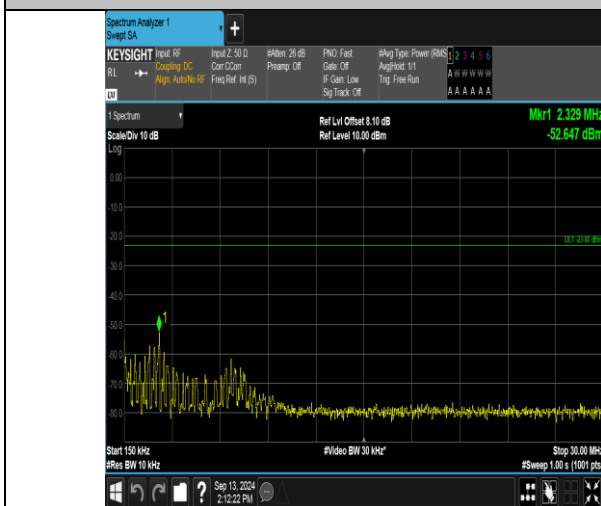 Spectrum Analyzer 1
Swept SA
+
KEYSIGHT Input: RF Input Z: 50 Ω #Atten: 26 dB PNO: Fast #Avg Type: Power (RMS 1 2 3 4 5 6
RL Coupling: DC Corr CCorr Preamp: Off Gate: Off Avg|Hold: 1/1 A W W W W W
Align: Auto/No RF Freq Ref: Int (S) IF Gain: Low Trig: Free Run
Sig Track: Off A A A A A A
LXI
1 Spectrum Ref Lvl Offset 8.10 dB Mkr1 2.329 MHz
Scale/Div 10 dB Ref Level 10.00 dBm -52.647 dBm
Log
0.00
-10.0
-20.0
DL1 -23.00 dBm
-30.0
-40.0
1
-50.0
-60.0
-70.0
-80.0
Start 150 kHz #Video BW 30 kHz* Stop 30.00 MHz
#Res BW 10 kHz #Sweep 1.00 s (1001 pts
? Sep 13, 2024
2:12:22 PM